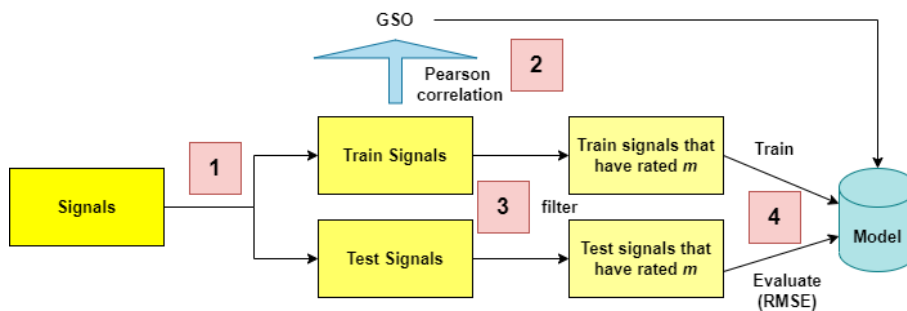 GSO
Pearson
correlation
2
1
Signals
Train Signals
Train signals that
have rated m
Train
3
filter
4
Test Signals
Test signals that
have rated m
Model
Evaluate
(RMSE)